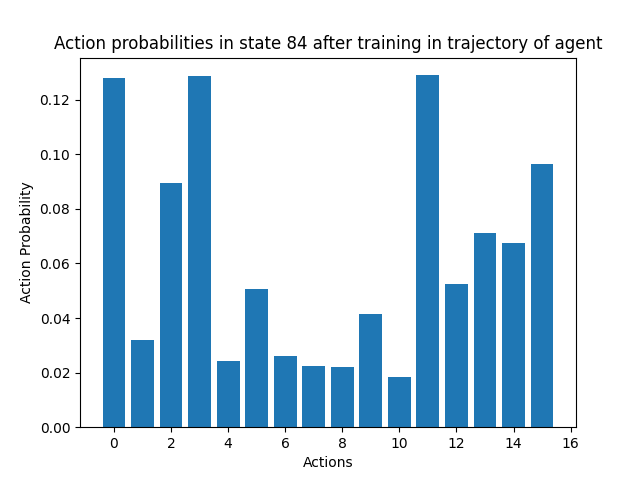 Action probabilities in state 84 after training in trajectory of agent
0.12
0.10
0.08
0.06
0.04
0.02
0.00
Action Probability
0 2 4 6 8 10 12 14 16
Actions